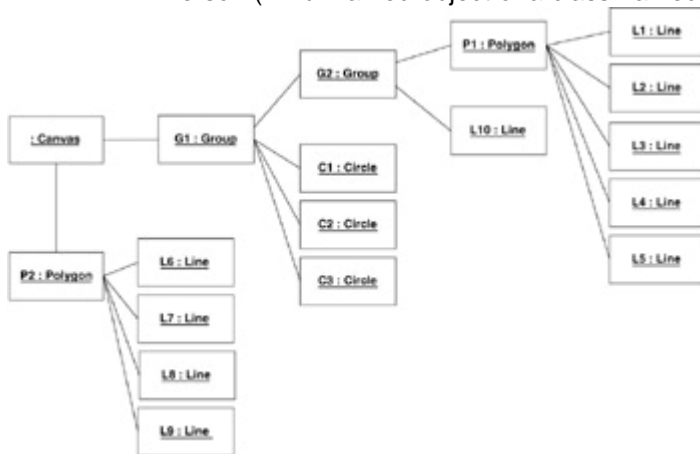 L1 : Line
P1 : Polygon
G2 : Group
L2 : Line
: Canvas
G1 : Group
L10 : Line
L3 : Line
C1 : Circle
L4 : Line
C2 : Circle
L5 : Line
P2 : Polygon
L6 : Line
C3 : Circle
L7 : Line
L8 : Line
L9 : Line